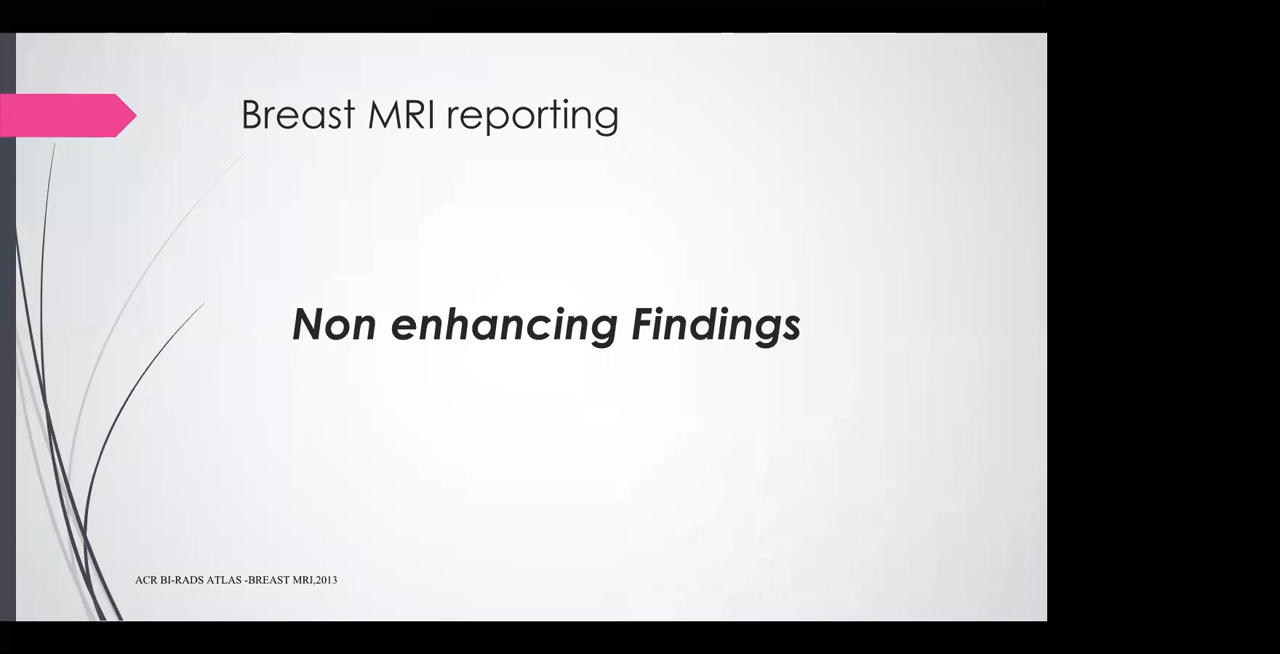 Breast MRI reporting
Non enhancing Findings
ACR BI-RADS ATLAS -BREAST MRI,2013